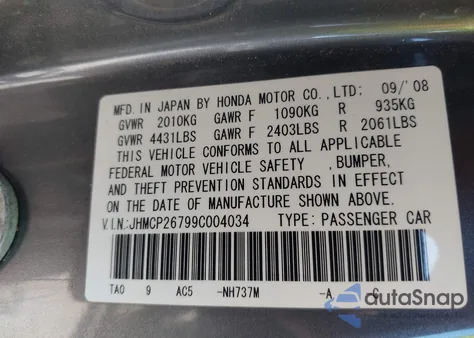 MFD. IN JAPAN BY HONDA MOTOR CO., LTD: 09/'08
GVWR 2010KG GAWR F 1090KG R 935KG
GVWR 4431LBS GAWR F 2403LBS R 2061LBS
THIS VEHICLE CONFORMS TO ALL APPLICABLE
FEDERAL MOTOR VEHICLE SAFETY ,BUMPER,
AND THEFT PREVENTION STANDARDS IN EFFECT
ON THE DATE OF MANUFACTURE SHOWN ABOVE.
V.I.N:JHMCP26799C004034 TYPE: PASSENGER CAR
TA0 9 AC5 -NH737M -A C
autaSnap